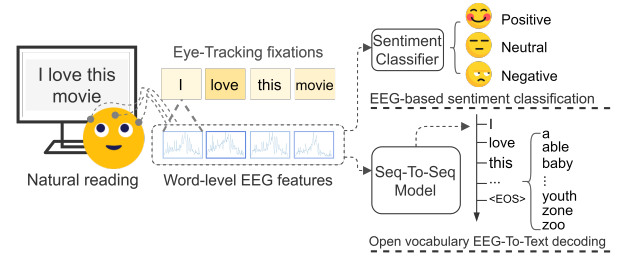 I love this
movie
Natural reading
Eye-Tracking fixations
I love this movie
Word-level EEG features
Sentiment
Classifier
Positive
Neutral
Negative
EEG-based sentiment classification
Seq-To-Seq
Model
I
love
this
...
<EOS>
a
able
baby
⋮
youth
zone
zoo
Open vocabulary EEG-To-Text decoding